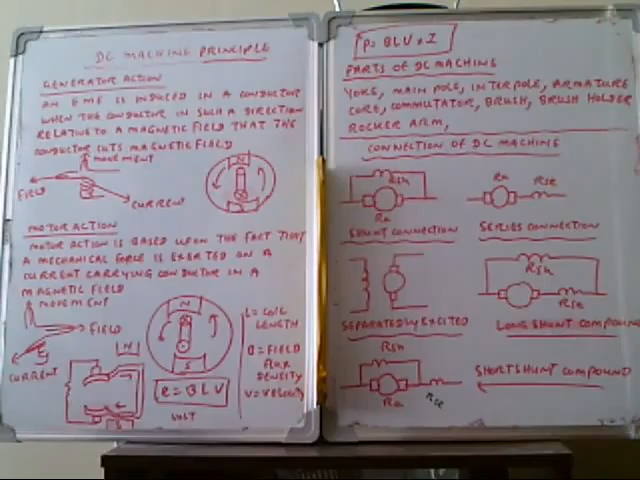 DC MACHINE PRINCIPLE
GENERATOR ACTION
AN EMF IS INDUCED IN A CONDUCTOR
WHEN THE CONDUCTOR IN SUCH A DIRECTION
RELATING TO A MAGNETIC FIELD THAT THE
CONDUCTOR CUTS MAGNETIC FIELD
MOVEMENT
FIELD
CURRENT
N
S
MOTOR ACTION
MOTOR ACTION IS BASED UPON THE FACT THAT
A MECHANICAL FORCE IS EXERTED ON A
CURRENT CARRYING CONDUCTOR IN A
MAGNETIC FIELD
MOVEMENT
FIELD
CURRENT
N
N
S
e = BLV
VOLT
L = COIL
LENGTH
B = FIELD
FLUX
DENSITY
V = VELOCITY
P = BLV x I
PARTS OF DC MACHINE
YOKE, MAIN POLE, INTERPOLE, ARMATURE
CORE, COMMUTATOR, BRUSH, BRUSH HOLDER
ROCKER ARM,
CONNECTION OF DC MACHINE
Rsh
Ra
SHUNT CONNECTION
Ra
Rse
SERIES CONNECTION
SEPARATEDLY EXCITED
Rsh
Rse
LONG SHUNT COMPOUND
Rsh
Ra
Rse
SHORT SHUNT COMPOUND